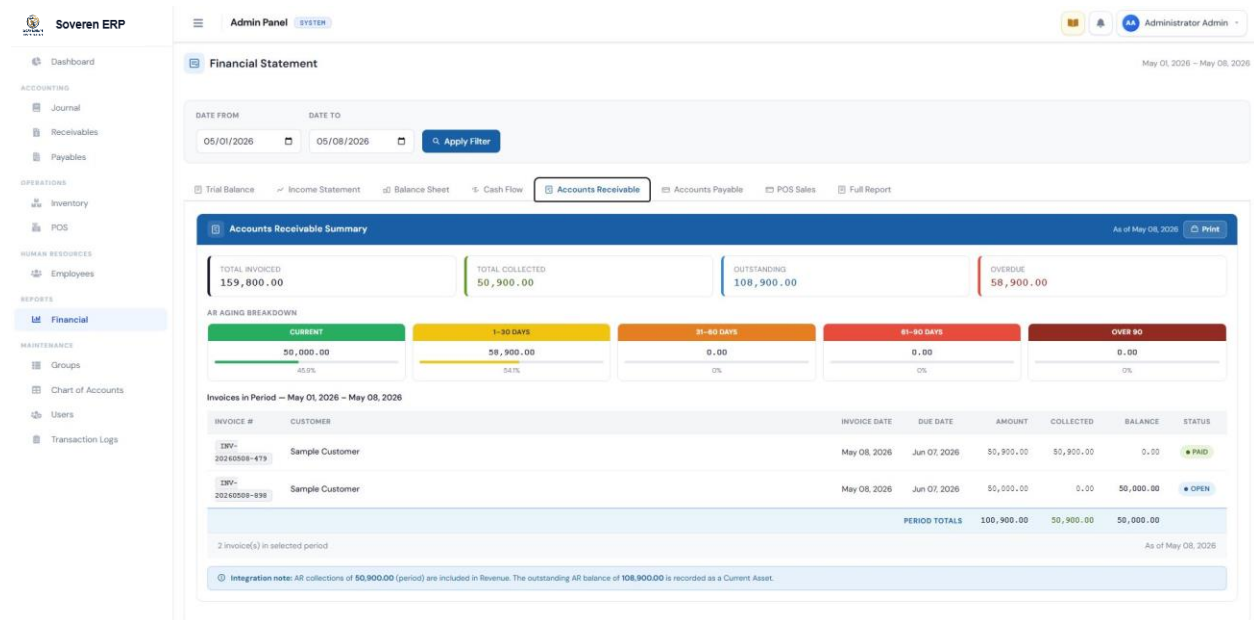 Soveren ERP
Admin Panel SYSTEM
AA Administrator Admin
Dashboard
ACCOUNTING
Journal
Receivables
Payables
OPERATIONS
Inventory
POS
HUMAN RESOURCES
Employees
REPORTS
Financial
MAINTENANCE
Groups
Chart of Accounts
Users
Transaction Logs
Financial Statement
May 01, 2026 – May 08, 2026
DATE FROM DATE TO
05/01/2026 05/08/2026 Apply Filter
Trial Balance Income Statement Balance Sheet Cash Flow Accounts Receivable Accounts Payable POS Sales Full Report
Accounts Receivable Summary As of May 08, 2026 Print
TOTAL INVOICED TOTAL COLLECTED OUTSTANDING OVERDUE
159,800.00 50,900.00 108,900.00 58,900.00
AR AGING BREAKDOWN
CURRENT 1–30 DAYS 31–60 DAYS 61–90 DAYS OVER 90
50,000.00 58,900.00 0.00 0.00 0.00
45.9% 54.1% 0% 0% 0%
Invoices in Period — May 01, 2026 – May 08, 2026
INVOICE # CUSTOMER INVOICE DATE DUE DATE AMOUNT COLLECTED BALANCE STATUS
INV-
20260508-479 Sample Customer May 08, 2026 Jun 07, 2026 50,900.00 50,900.00 0.00 PAID
INV-
20260508-898 Sample Customer May 08, 2026 Jun 07, 2026 50,000.00 0.00 50,000.00 OPEN
PERIOD TOTALS 100,900.00 50,900.00 50,000.00
2 invoice(s) in selected period As of May 08, 2026
Integration note: AR collections of 50,900.00 (period) are included in Revenue. The outstanding AR balance of 108,900.00 is recorded as a Current Asset.